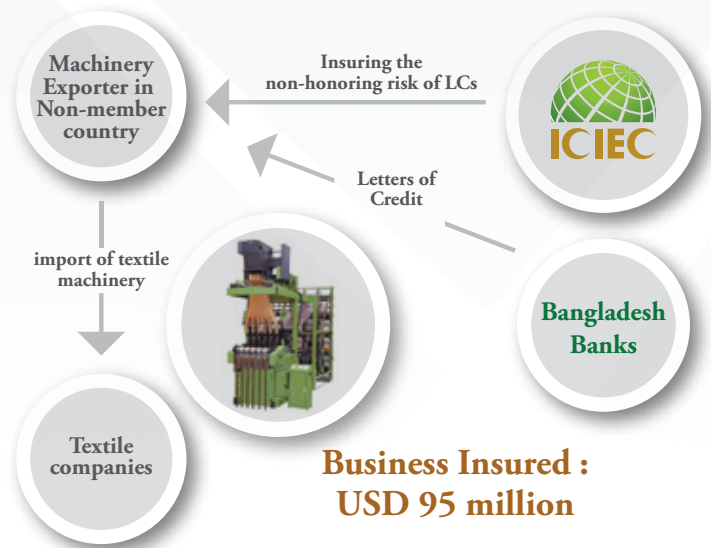 Machinery
Exporter in
Non-member
country
Insuring the
non-honoring risk of LCs
ICIEC
Letters of
Credit
import of textile
machinery
Bangladesh
Banks
Textile
companies
Business Insured :
USD 95 million